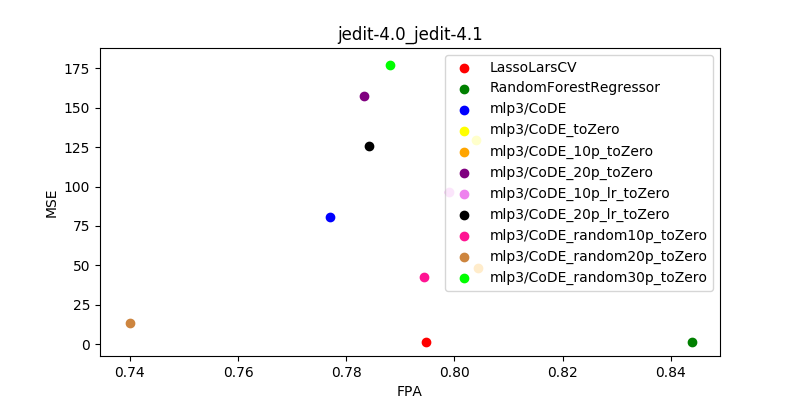 jedit-4.0_jedit-4.1
MSE
175
150
125
100
75
50
25
0
LassoLarsCV
RandomForestRegressor
mlp3/CoDE
mlp3/CoDE_toZero
mlp3/CoDE_10p_toZero
mlp3/CoDE_20p_toZero
mlp3/CoDE_10p_lr_toZero
mlp3/CoDE_20p_lr_toZero
mlp3/CoDE_random10p_toZero
mlp3/CoDE_random20p_toZero
mlp3/CoDE_random30p_toZero
0.74 0.76 0.78 0.80 0.82 0.84
FPA